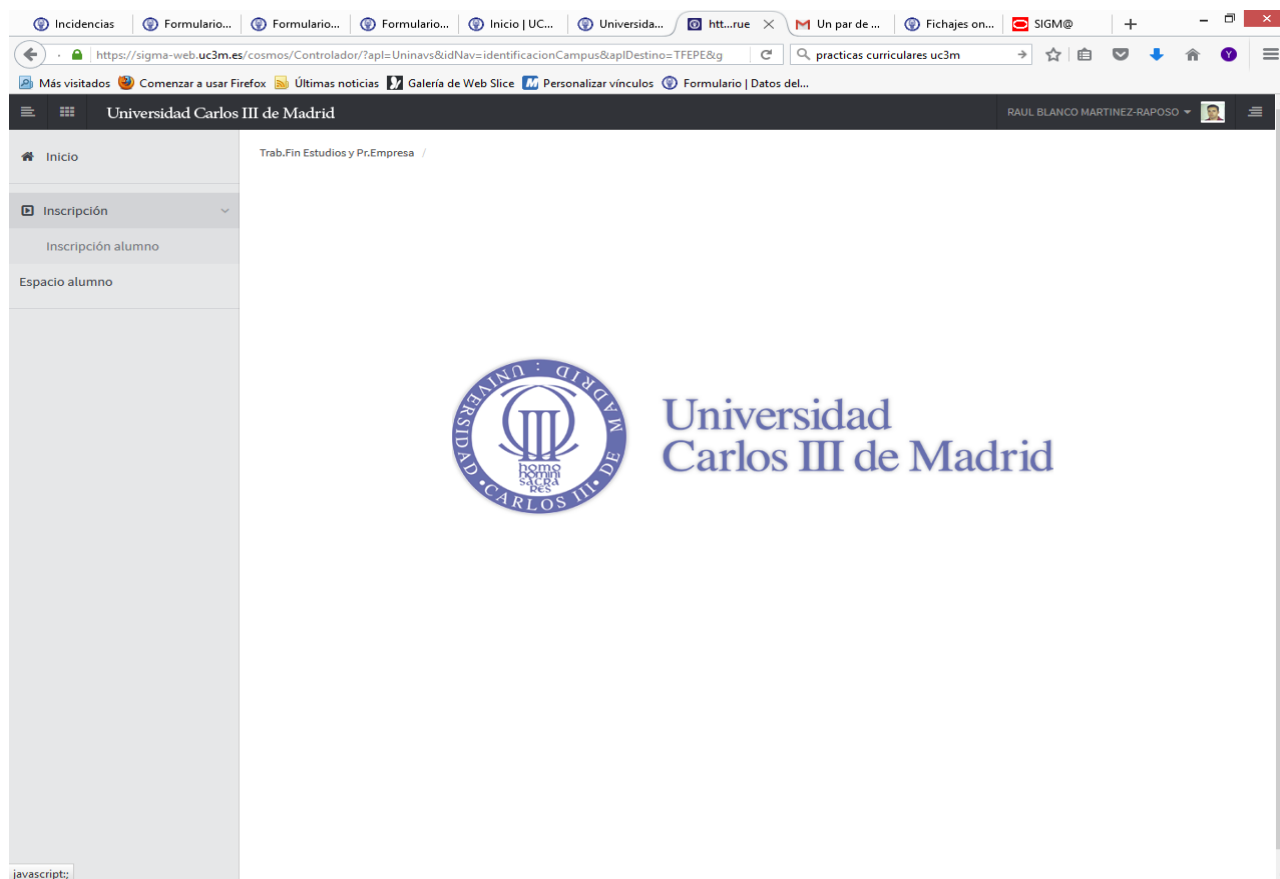 Incidencias
Formulario...
Formulario...
Formulario...
Inicio | UC...
Universida...
htt...rue
Un par de ...
Fichajes on...
SIGM@
https://sigma-web.uc3m.es/cosmos/Controlador/?apl=Uninavs&idNav=identificacionCampus&aplDestino=TFEPE&g
practicas curriculares uc3m
Y
Más visitados
Comenzar a usar Firefox
Últimas noticias
Galería de Web Slice
Personalizar vínculos
Formulario | Datos del...
Universidad Carlos III de Madrid
RAUL BLANCO MARTINEZ-RAPOSO
Inicio
Trab.Fin Estudios y Pr.Empresa /
Inscripción
Inscripción alumno
Espacio alumno
UNIVERSIDAD · CARLOS III · DE MADRID
homo
homini
sacra
res
Universidad
Carlos III de Madrid
javascript:;